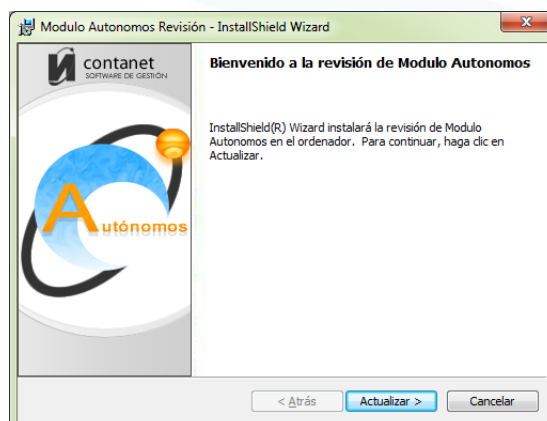 Modulo Autonomos Revisión - InstallShield Wizard
contanet
SOFTWARE DE GESTIÓN
Autónomos
Bienvenido a la revisión de Modulo Autonomos
InstallShield(R) Wizard instalará la revisión de Modulo
Autonomos en el ordenador. Para continuar, haga clic en
Actualizar.
< Atrás
Actualizar >
Cancelar